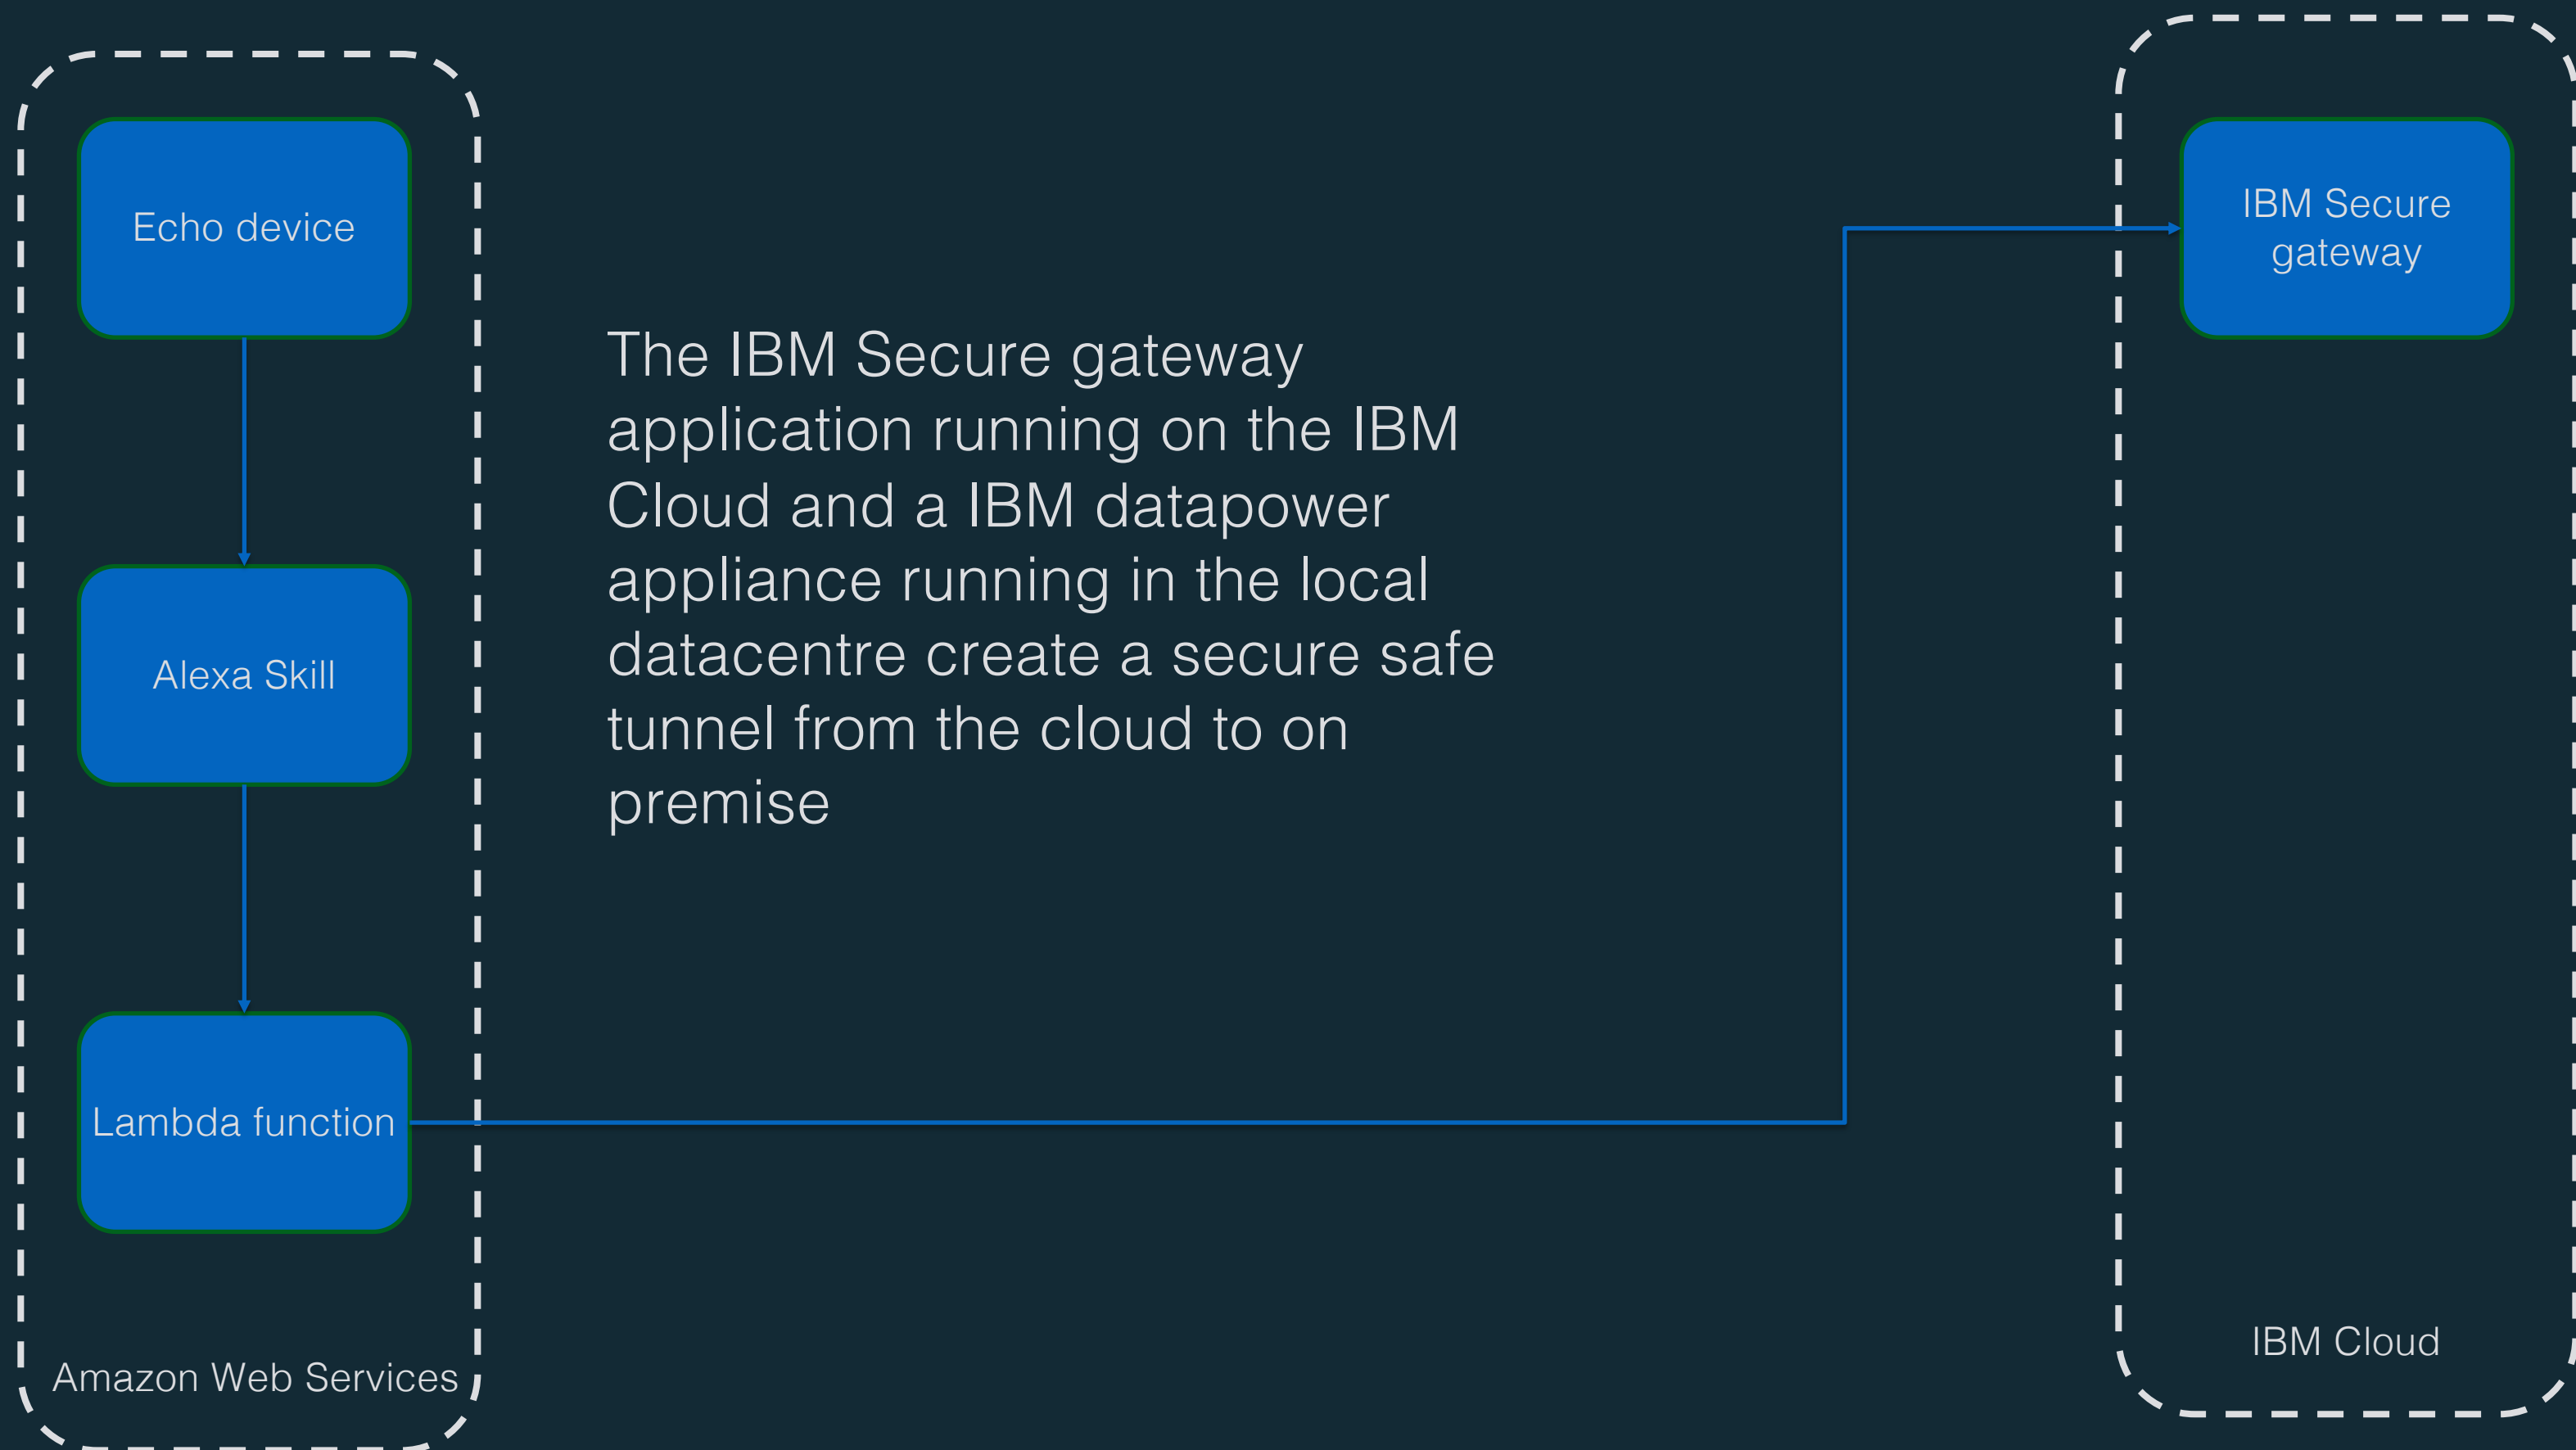 Echo device
Alexa Skill
Lambda function
Amazon Web Services
The IBM Secure gateway
application running on the IBM
Cloud and a IBM datapower
appliance running in the local
datacentre create a secure safe
tunnel from the cloud to on
premise
IBM Secure
gateway
IBM Cloud